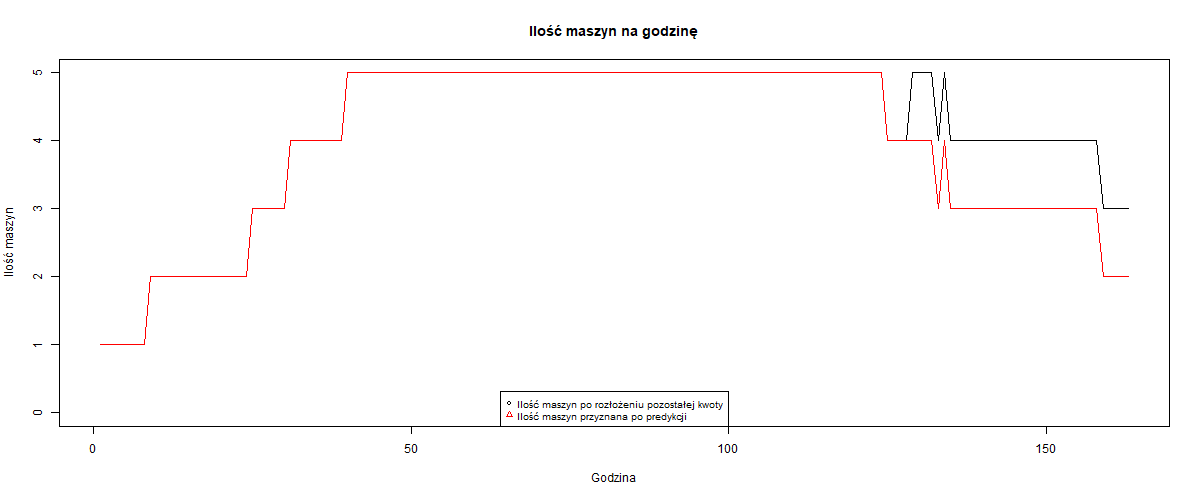 Ilość maszyn na godzinę
Ilość maszyn
5
4
3
2
1
0
Ilość maszyn po rozłożeniu pozostałej kwoty
Ilość maszyn przyznana po predykcji
0 50 100 150
Godzina